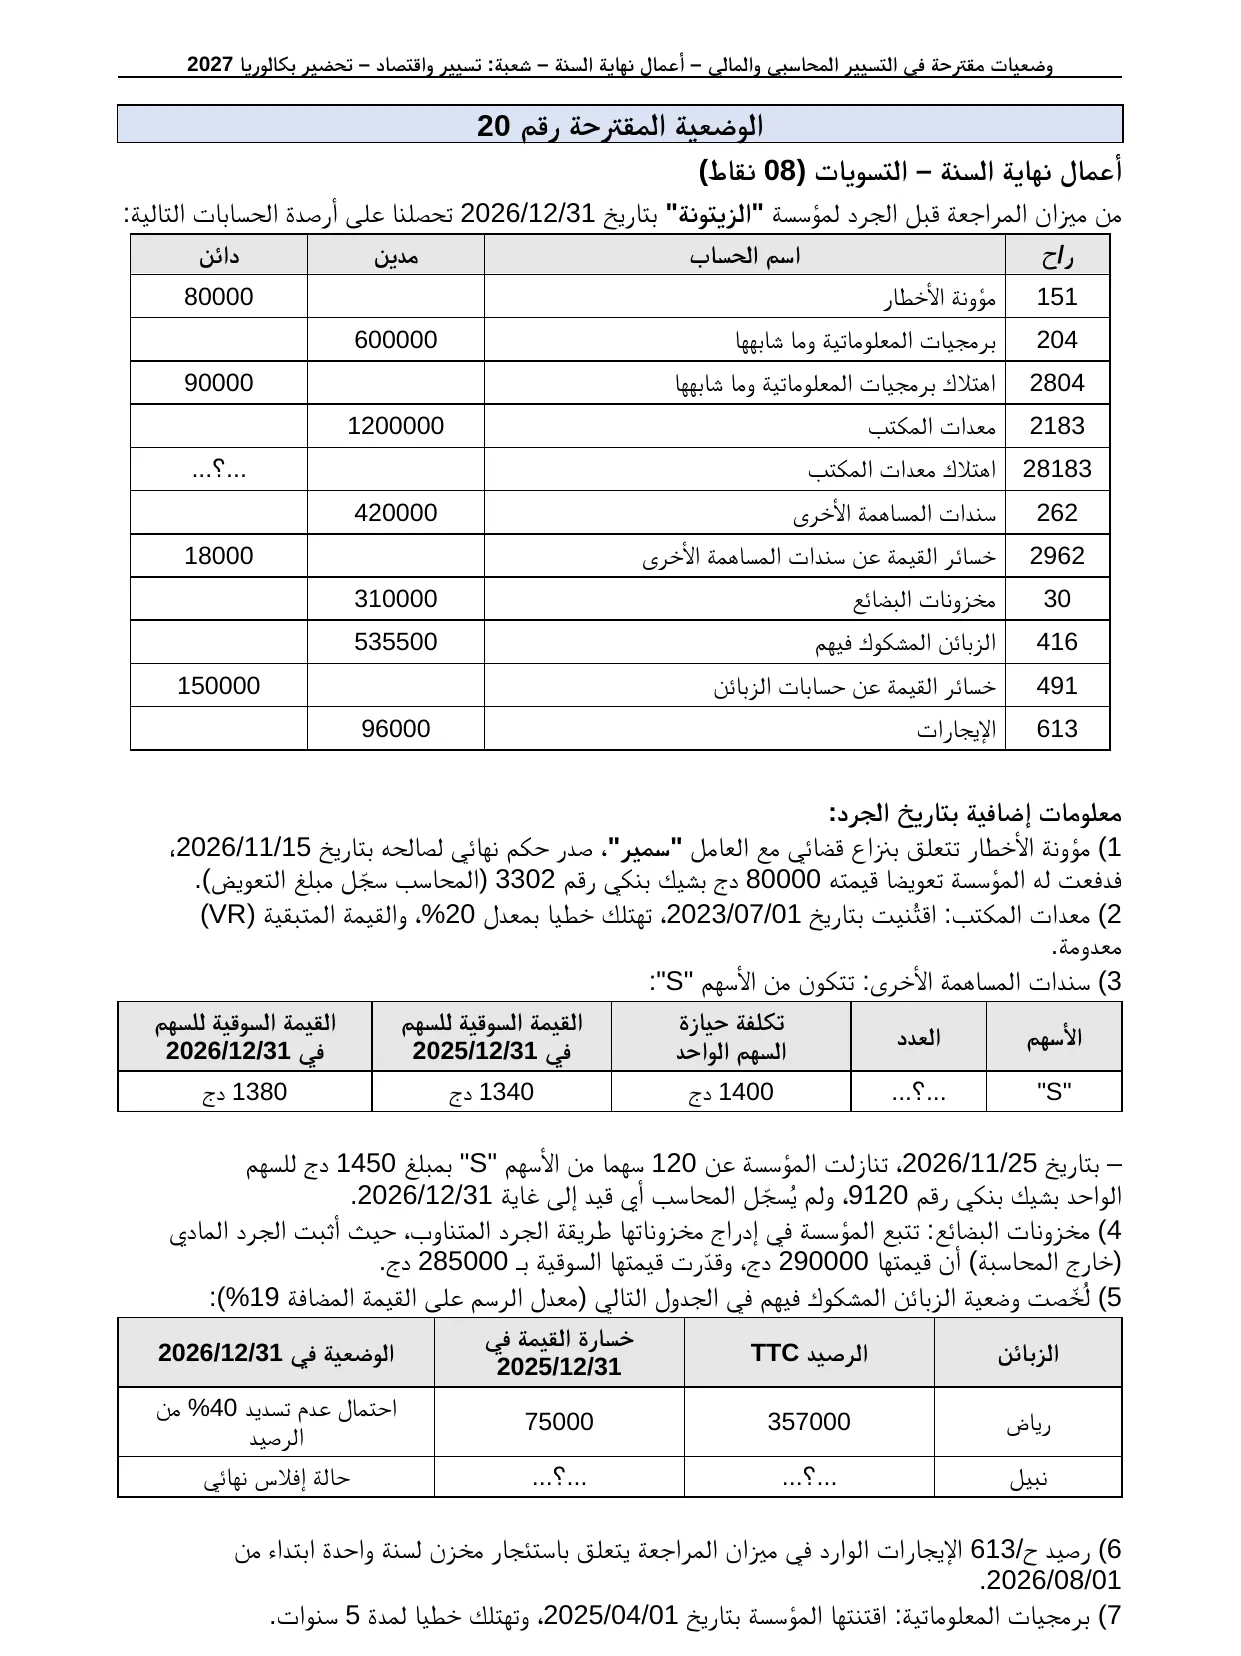 وضعيات مقترحة في التسيير المحاسبي والمالي – أعمال نهاية السنة – شعبة: تسيير واقتصاد – تحضير بكالوريا 2027
الوضعية المقترحة رقم 20
أعمال نهاية السنة – التسويات (08 نقاط)
من ميزان المراجعة قبل الجرد لمؤسسة "الزيتونة" بتاريخ 2026/12/31 تحصلنا على أرصدة الحسابات التالية:
ر/ح اسم الحساب مدين دائن
151 مؤونة الأخطار 80000
204 برمجيات المعلوماتية وما شابهها 600000
2804 اهتلاك برمجيات المعلوماتية وما شابهها 90000
2183 معدات المكتب 1200000
28183 اهتلاك معدات المكتب ...؟...
262 سندات المساهمة الأخرى 420000
2962 خسائر القيمة عن سندات المساهمة الأخرى 18000
30 مخزونات البضائع 310000
416 الزبائن المشكوك فيهم 535500
491 خسائر القيمة عن حسابات الزبائن 150000
613 الإيجارات 96000
معلومات إضافية بتاريخ الجرد:
1) مؤونة الأخطار تتعلق بنزاع قضائي مع العامل "سمير"، صدر حكم نهائي لصالحه بتاريخ 2026/11/15،
فدفعت له المؤسسة تعويضا قيمته 80000 دج بشيك بنكي رقم 3302 (المحاسب سجّل مبلغ التعويض).
2) معدات المكتب: اقتُنيت بتاريخ 2023/07/01، تهتلك خطيا بمعدل 20%، والقيمة المتبقية (VR)
معدومة.
3) سندات المساهمة الأخرى: تتكون من الأسهم "S":
الأسهم العدد تكلفة حيازة القيمة السوقية للسهم القيمة السوقية للسهم
السهم الواحد في 2025/12/31 في 2026/12/31
"S" ...؟... 1400 دج 1340 دج 1380 دج
– بتاريخ 2026/11/25، تنازلت المؤسسة عن 120 سهما من الأسهم "S" بمبلغ 1450 دج للسهم
الواحد بشيك بنكي رقم 9120، ولم يُسجّل المحاسب أي قيد إلى غاية 2026/12/31.
4) مخزونات البضائع: تتبع المؤسسة في إدراج مخزوناتها طريقة الجرد المتناوب، حيث أثبت الجرد المادي
(خارج المحاسبة) أن قيمتها 290000 دج، وقدّرت قيمتها السوقية بـ 285000 دج.
5) لُخّصت وضعية الزبائن المشكوك فيهم في الجدول التالي (معدل الرسم على القيمة المضافة 19%):
الزبائن الرصيد TTC خسارة القيمة في الوضعية في 2026/12/31
2025/12/31
رياض 357000 75000 احتمال عدم تسديد 40% من
الرصيد
نبيل ...؟... ...؟... حالة إفلاس نهائي
6) رصيد ح/613 الإيجارات الوارد في ميزان المراجعة يتعلق باستئجار مخزن لسنة واحدة ابتداء من
2026/08/01.
7) برمجيات المعلوماتية: اقتنتها المؤسسة بتاريخ 2025/04/01، وتهتلك خطيا لمدة 5 سنوات.